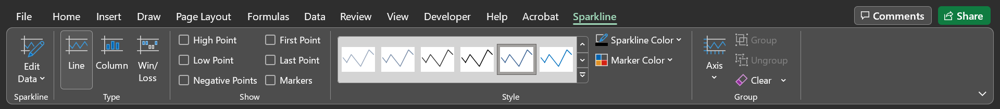 File Home Insert Draw Page Layout Formulas Data Review View Developer Help Acrobat Sparkline Comments Share
Edit
Data
Sparkline
Line
Column
Win/
Loss
Type
High Point
First Point
Low Point
Last Point
Negative Points
Markers
Show
Sparkline Color
Marker Color
Style
Axis
Group
Ungroup
Clear
Group